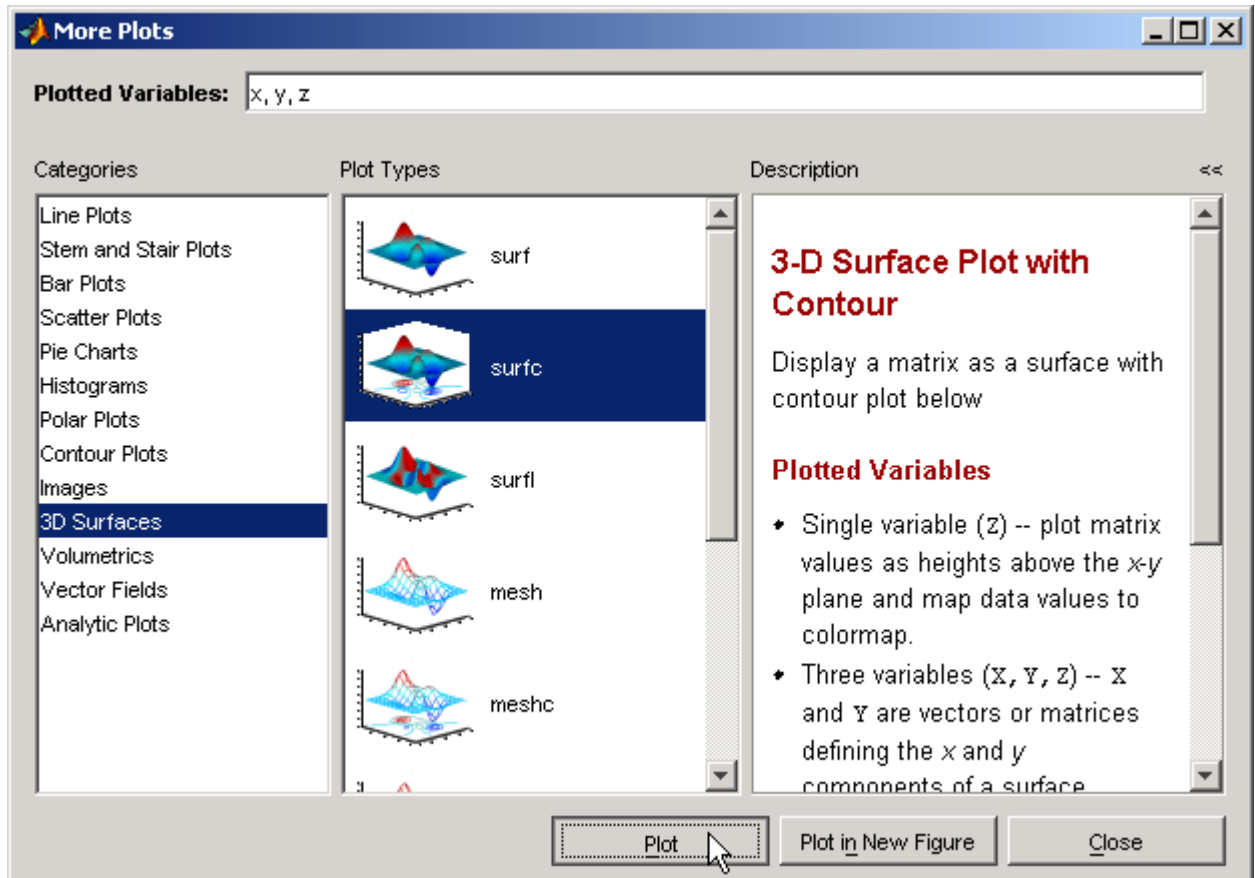 More Plots
Plotted Variables: x, y, z
Categories
Line Plots
Stem and Stair Plots
Bar Plots
Scatter Plots
Pie Charts
Histograms
Polar Plots
Contour Plots
Images
3D Surfaces
Volumetrics
Vector Fields
Analytic Plots
Plot Types
surf
surfc
surfl
mesh
meshc
Description
<<
3-D Surface Plot with
Contour
Display a matrix as a surface with
contour plot below
Plotted Variables
• Single variable (Z) -- plot matrix
values as heights above the x-y
plane and map data values to
colormap.
• Three variables (X, Y, Z) -- X
and Y are vectors or matrices
defining the x and y
components of a surface
Plot
Plot in New Figure
Close